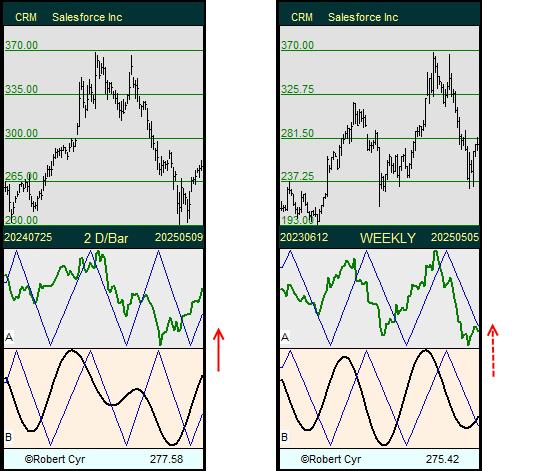 CRM Salesforce Inc
370.00
335.00
300.00
265.00
230.00
20240725 2 D/Bar 20250509
A
B
©Robert Cyr 277.58
CRM Salesforce Inc
370.00
325.75
281.50
237.25
193.00
20230612 WEEKLY 20250505
A
B
©Robert Cyr 275.42